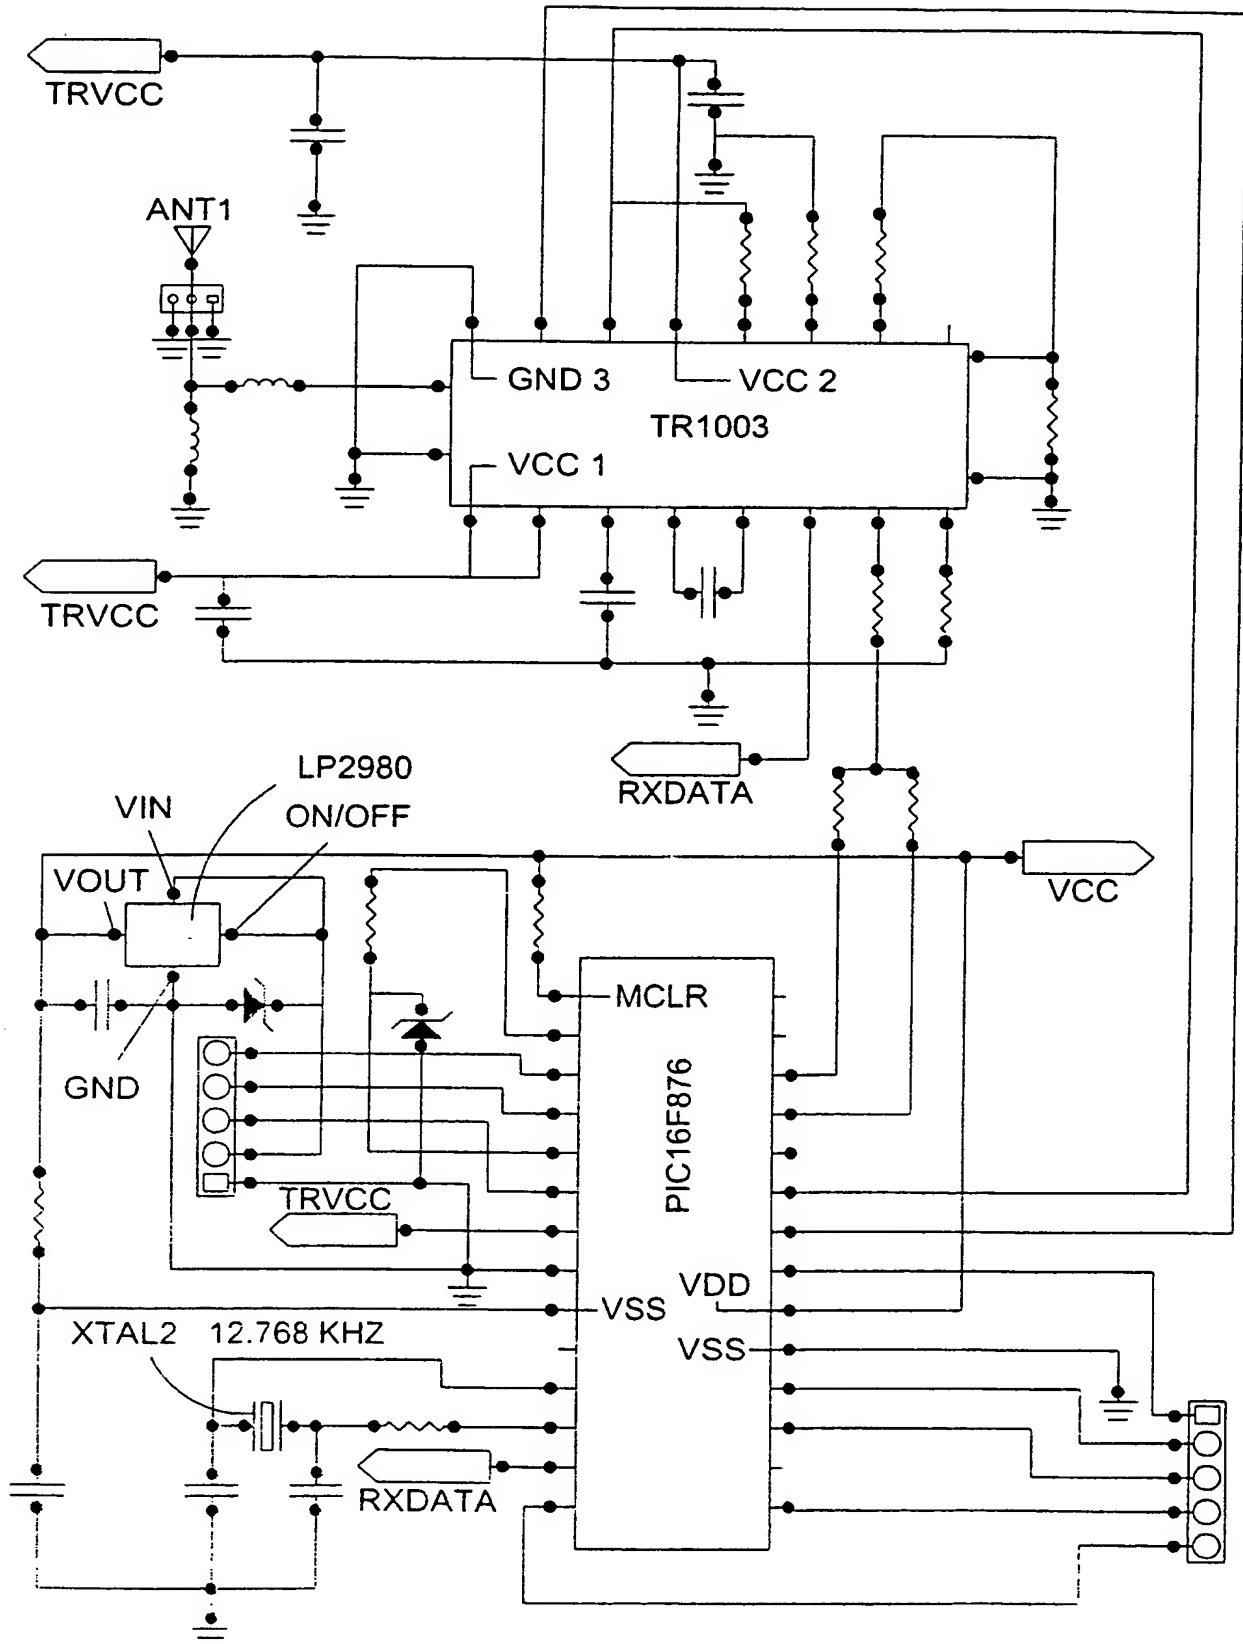 TRVCC
ANT1
GND 3
VCC 2
TR1003
VCC 1
TRVCC
RXDATA
LP2980
VIN
ON/OFF
VOUT
VCC
MCLR
GND
PIC16F876
TRVCC
VDD
VSS
XTAL2 12.768 KHZ
VSS
RXDATA